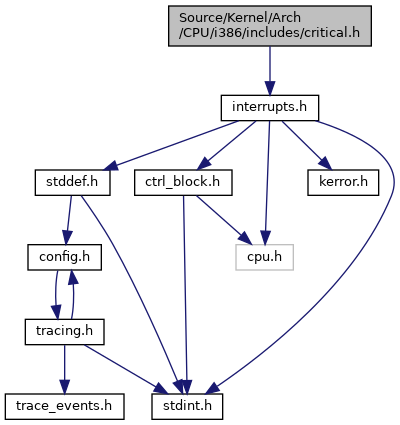 Source/Kernel/Arch
/CPU/i386/includes/critical.h
interrupts.h
stddef.h
ctrl_block.h
kerror.h
config.h
cpu.h
tracing.h
trace_events.h
stdint.h